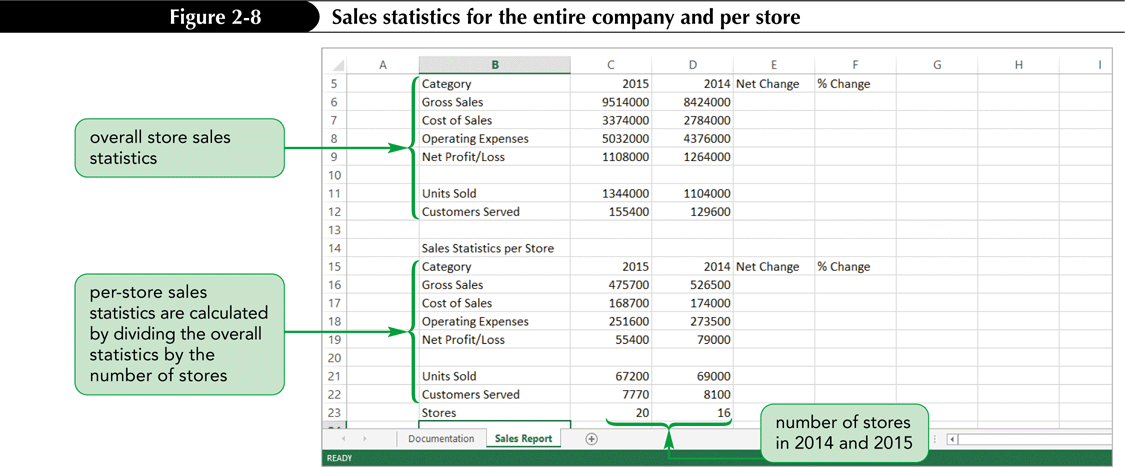 Figure 2-8 Sales statistics for the entire company and per store
A B C D E F G H I
5 Category 2015 2014 Net Change % Change
6 Gross Sales 9514000 8424000
7 Cost of Sales 3374000 2784000
8 Operating Expenses 5032000 4376000
9 Net Profit/Loss 1108000 1264000
10
11 Units Sold 1344000 1104000
12 Customers Served 155400 129600
13
14 Sales Statistics per Store
15 Category 2015 2014 Net Change % Change
16 Gross Sales 475700 526500
17 Cost of Sales 168700 174000
18 Operating Expenses 251600 273500
19 Net Profit/Loss 55400 79000
20
21 Units Sold 67200 69000
22 Customers Served 7770 8100
23 Stores 20 16
overall store sales
statistics
per-store sales
statistics are calculated
by dividing the overall
statistics by the
number of stores
number of stores
in 2014 and 2015
Documentation Sales Report
READY